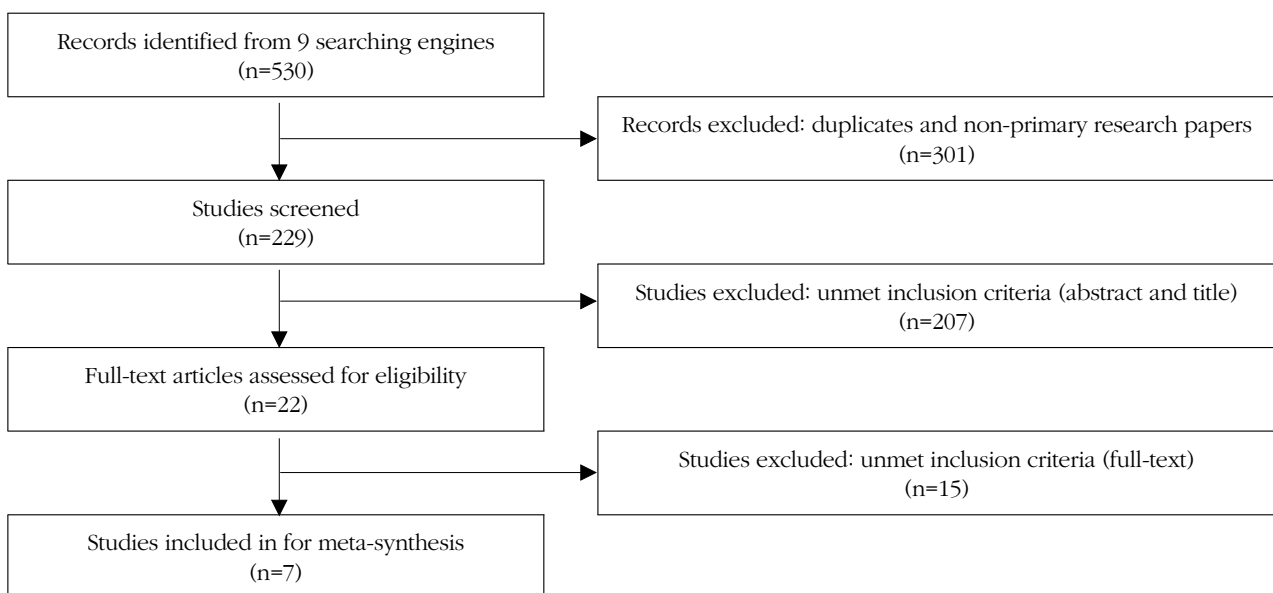 Records identified from 9 searching engines
(n=530)
Records excluded: duplicates and non-primary research papers
(n=301)
Studies screened
(n=229)
Studies excluded: unmet inclusion criteria (abstract and title)
(n=207)
Full-text articles assessed for eligibility
(n=22)
Studies excluded: unmet inclusion criteria (full-text)
(n=15)
Studies included in for meta-synthesis
(n=7)